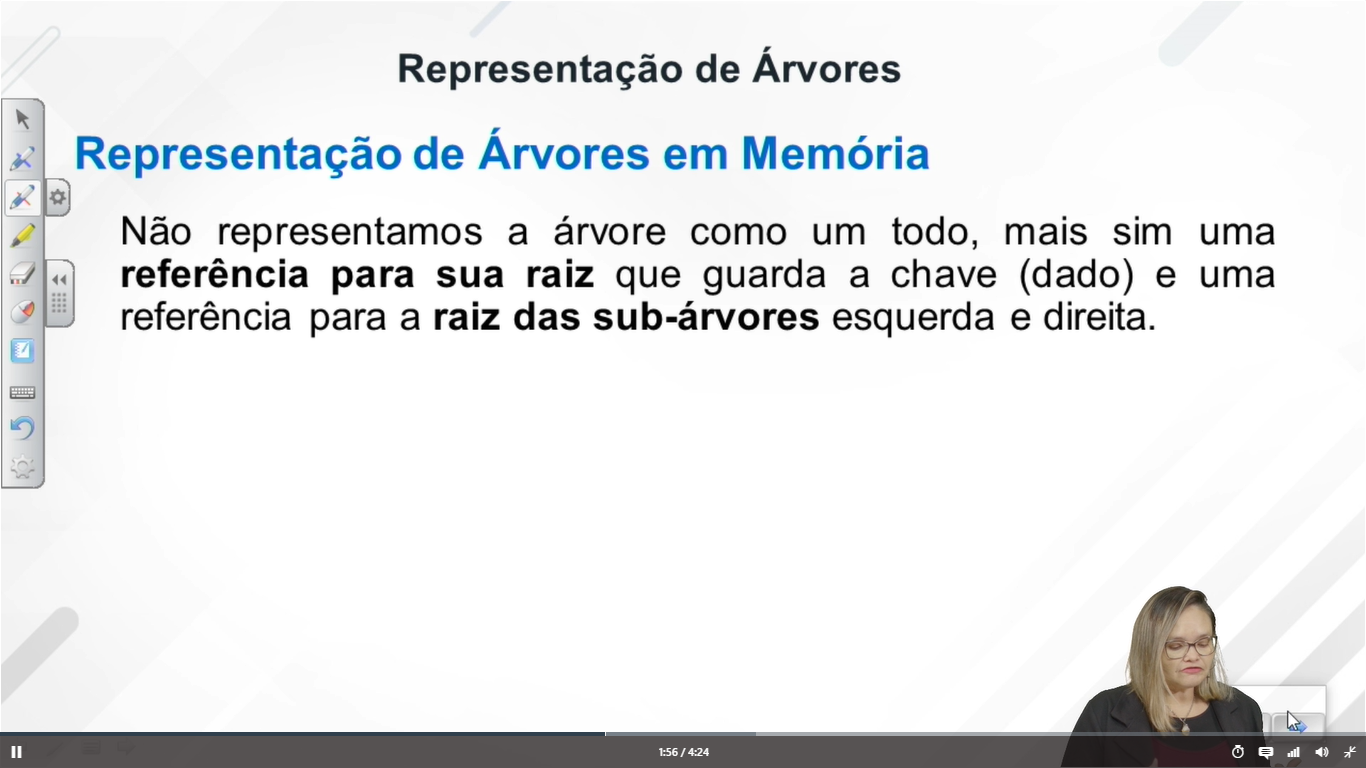 Representação de Árvores
Representação de Árvores em Memória
Não representamos a árvore como um todo, mais sim uma
referência para sua raiz que guarda a chave (dado) e uma
referência para a raiz das sub-árvores esquerda e direita.
1:56 / 4:24